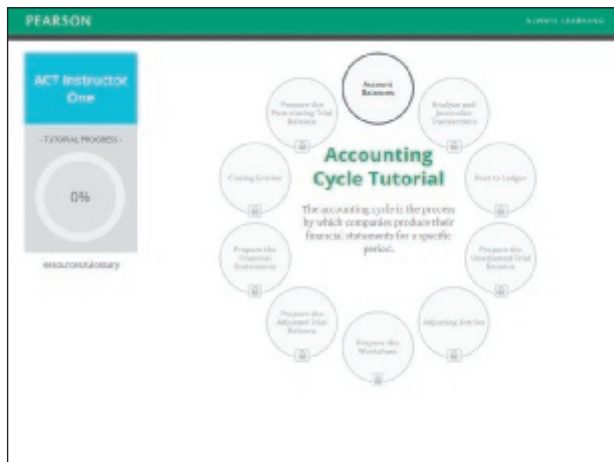 PEARSON
ALWAYS LEARNING
ACT Instructor
One
- TUTORIAL PROGRESS -
0%
Account
Balances
Analyze and
Journalize
Transactions
Post to Ledger
Prepare the
Unadjusted Trial
Balance
Adjusting Entries
Prepare the
Worksheet
Prepare the
Adjusted Trial
Balance
Prepare the
Financial
Statements
Closing Entries
Prepare the
Post-closing Trial
Balance
Accounting
Cycle Tutorial
The accounting cycle is the process
by which companies produce their
financial statements for a specific
period.